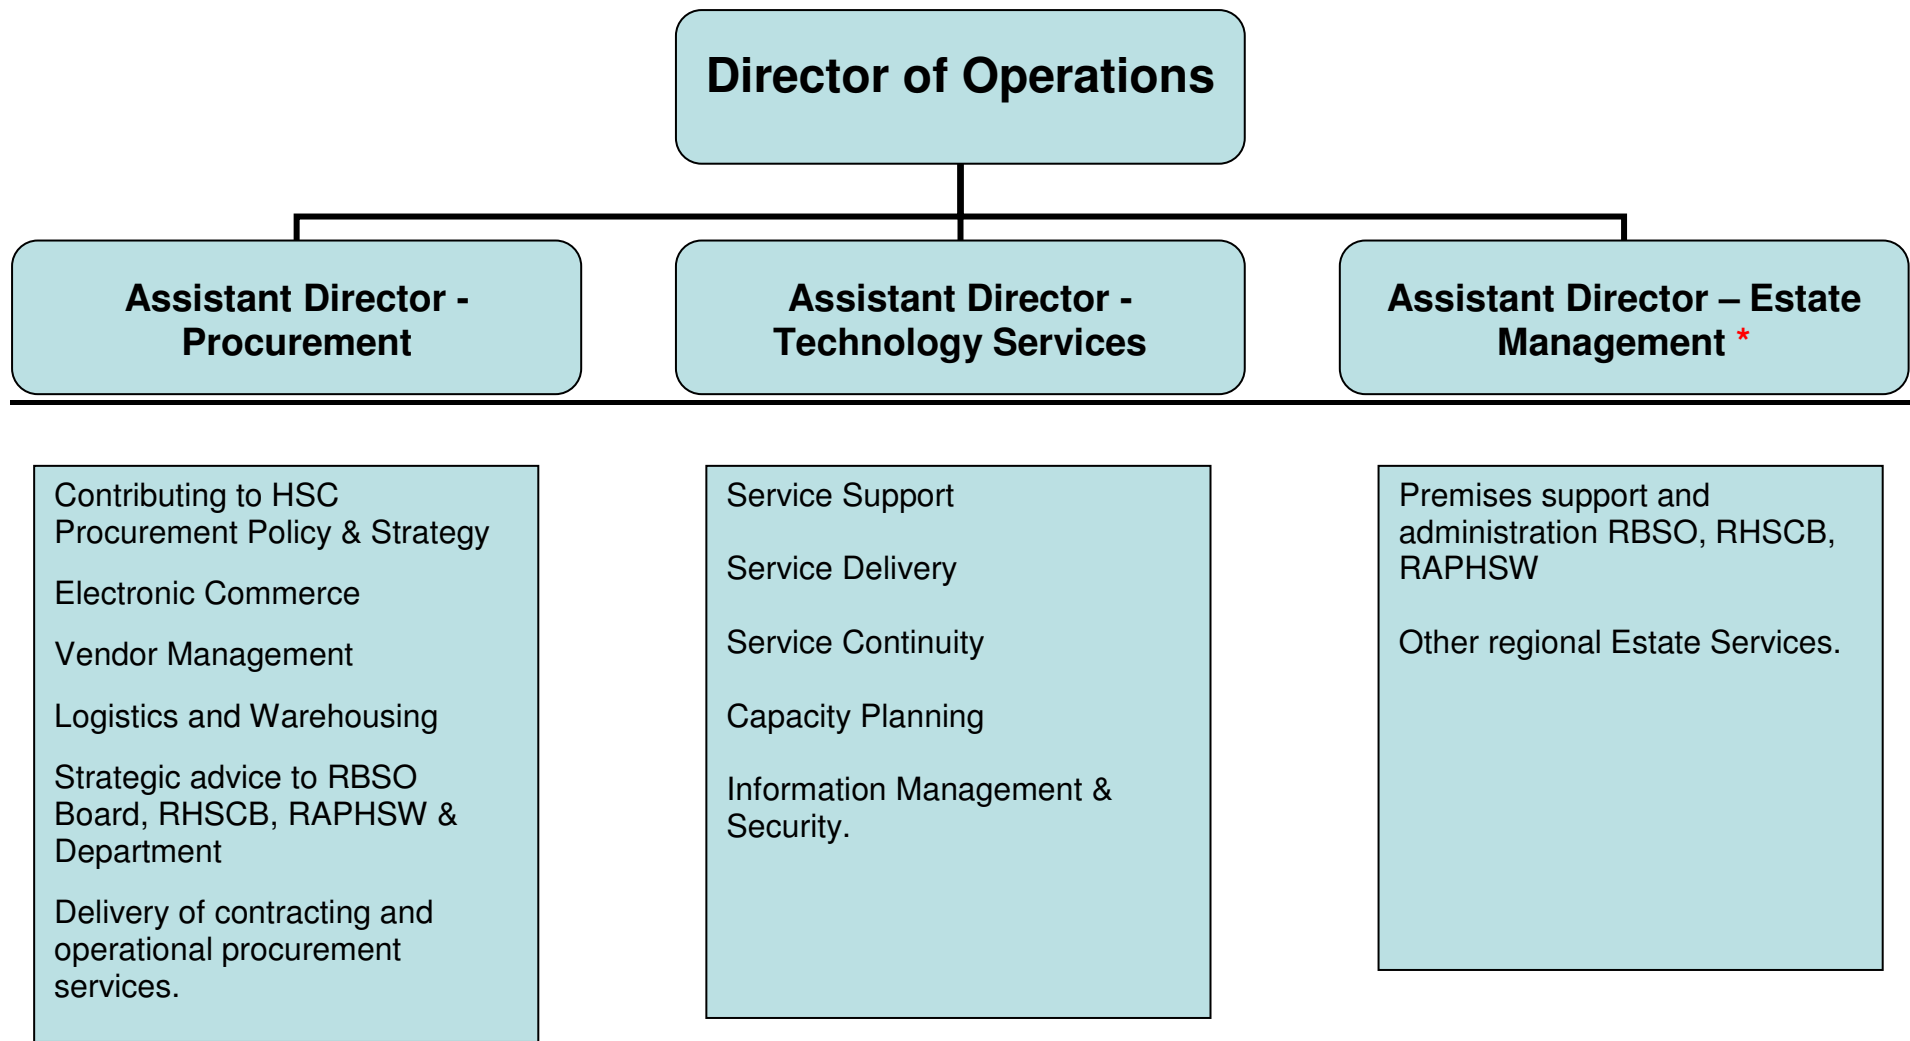 Director of Operations
Assistant Director -
Procurement
Assistant Director -
Technology Services
Assistant Director – Estate
Management *
Contributing to HSC
Procurement Policy & Strategy
Electronic Commerce
Vendor Management
Logistics and Warehousing
Strategic advice to RBSO
Board, RHSCB, RAPHSW &
Department
Delivery of contracting and
operational procurement
services.
Service Support
Service Delivery
Service Continuity
Capacity Planning
Information Management &
Security.
Premises support and
administration RBSO, RHSCB,
RAPHSW
Other regional Estate Services.